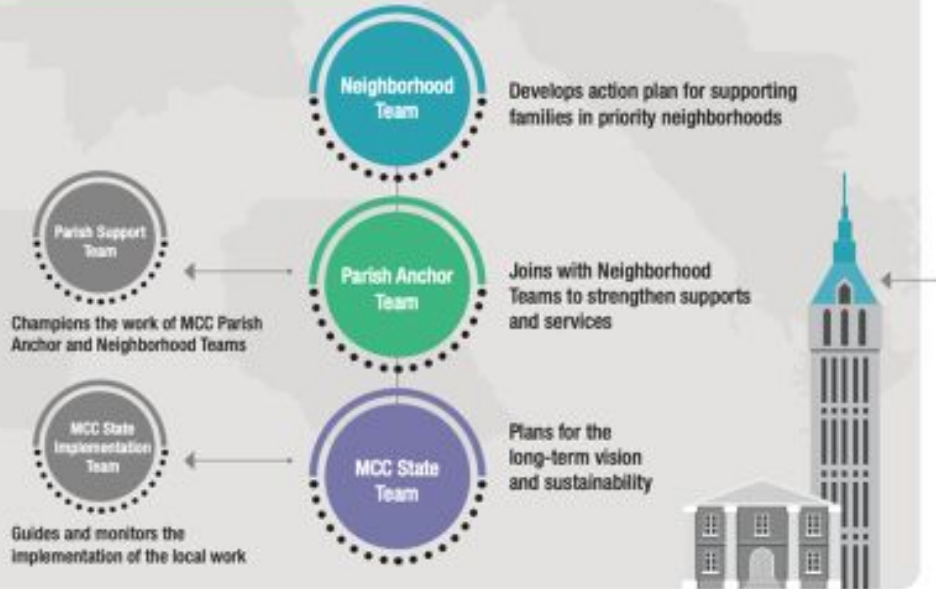 Neighborhood
Team
Develops action plan for supporting
families in priority neighborhoods
Parish Support
Team
Champions the work of MCC Parish
Anchor and Neighborhood Teams
Parish Anchor
Team
Joins with Neighborhood
Teams to strengthen supports
and services
MCC State
Implementation
Team
Guides and monitors the
implementation of the local work
MCC State
Team
Plans for the
long-term vision
and sustainability